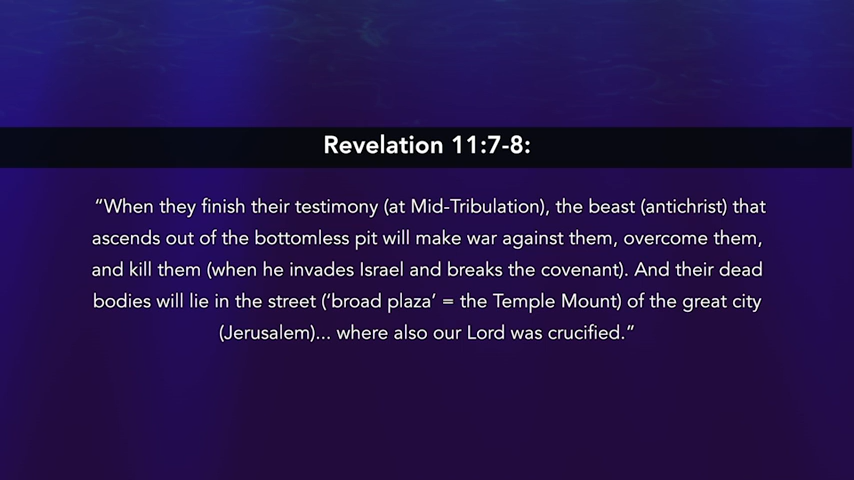 Revelation 11:7-8:
“When they finish their testimony (at Mid-Tribulation), the beast (antichrist) that
ascends out of the bottomless pit will make war against them, overcome them,
and kill them (when he invades Israel and breaks the covenant). And their dead
bodies will lie in the street (‘broad plaza’ = the Temple Mount) of the great city
(Jerusalem)... where also our Lord was crucified.”